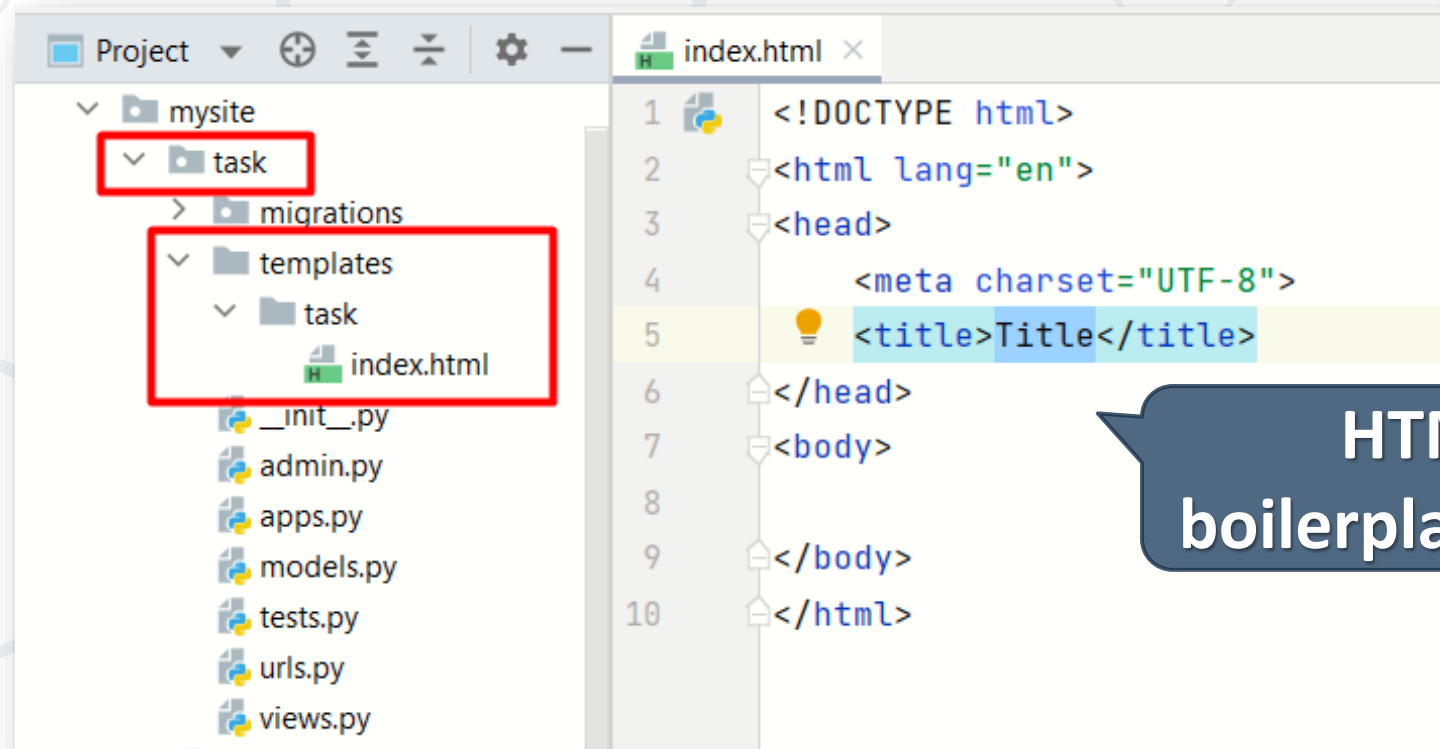 Project
mysite
task
migrations
templates
task
index.html
__init__.py
admin.py
apps.py
models.py
tests.py
urls.py
views.py
index.html
1 <!DOCTYPE html>
2 <html lang="en">
3 <head>
4 <meta charset="UTF-8">
5 <title>Title</title>
6 </head>
7 <body>
8
9 </body>
10 </html>